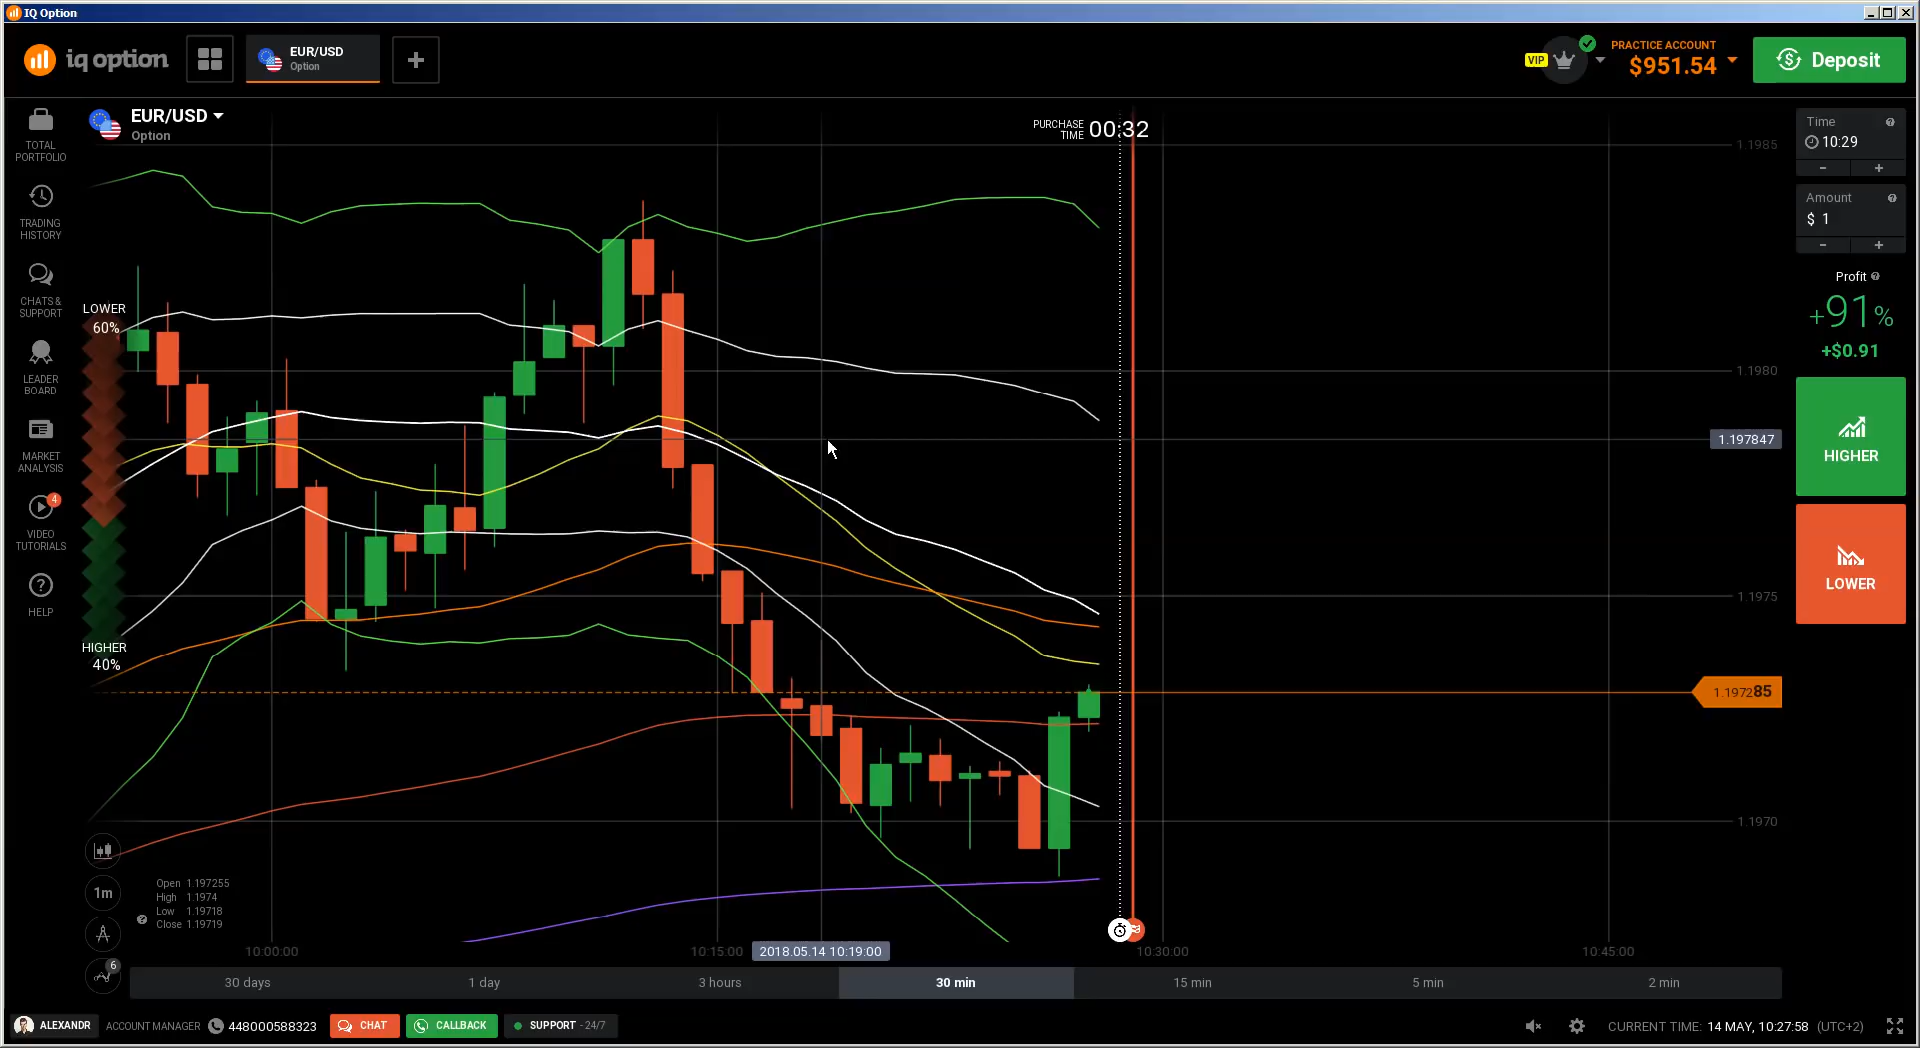 IQ Option
iq option
EUR/USD
Option
VIP
PRACTICE ACCOUNT
$951.54
Deposit
TOTAL
PORTFOLIO
TRADING
HISTORY
CHATS &
SUPPORT
LEADER
BOARD
MARKET
ANALYSIS
4
VIDEO
TUTORIALS
HELP
EUR/USD
Option
PURCHASE
TIME
00:32
LOWER
60%
HIGHER
40%
1.1985
1.1980
1.197847
1.1975
1.197285
1.1970
Time
10:29
- +
Amount
$ 1
- +
Profit
+91%
+$0.91
HIGHER
LOWER
1m
6
Open 1.197255
High 1.1974
Low 1.19718
Close 1.19719
10:00:00
10:15:00
2018.05.14 10:19:00
10:30:00
10:45:00
30 days
1 day
3 hours
30 min
15 min
5 min
2 min
ALEXANDR
ACCOUNT MANAGER
448000588323
CHAT
CALLBACK
SUPPORT - 24/7
CURRENT TIME: 14 MAY, 10:27:58 (UTC+2)